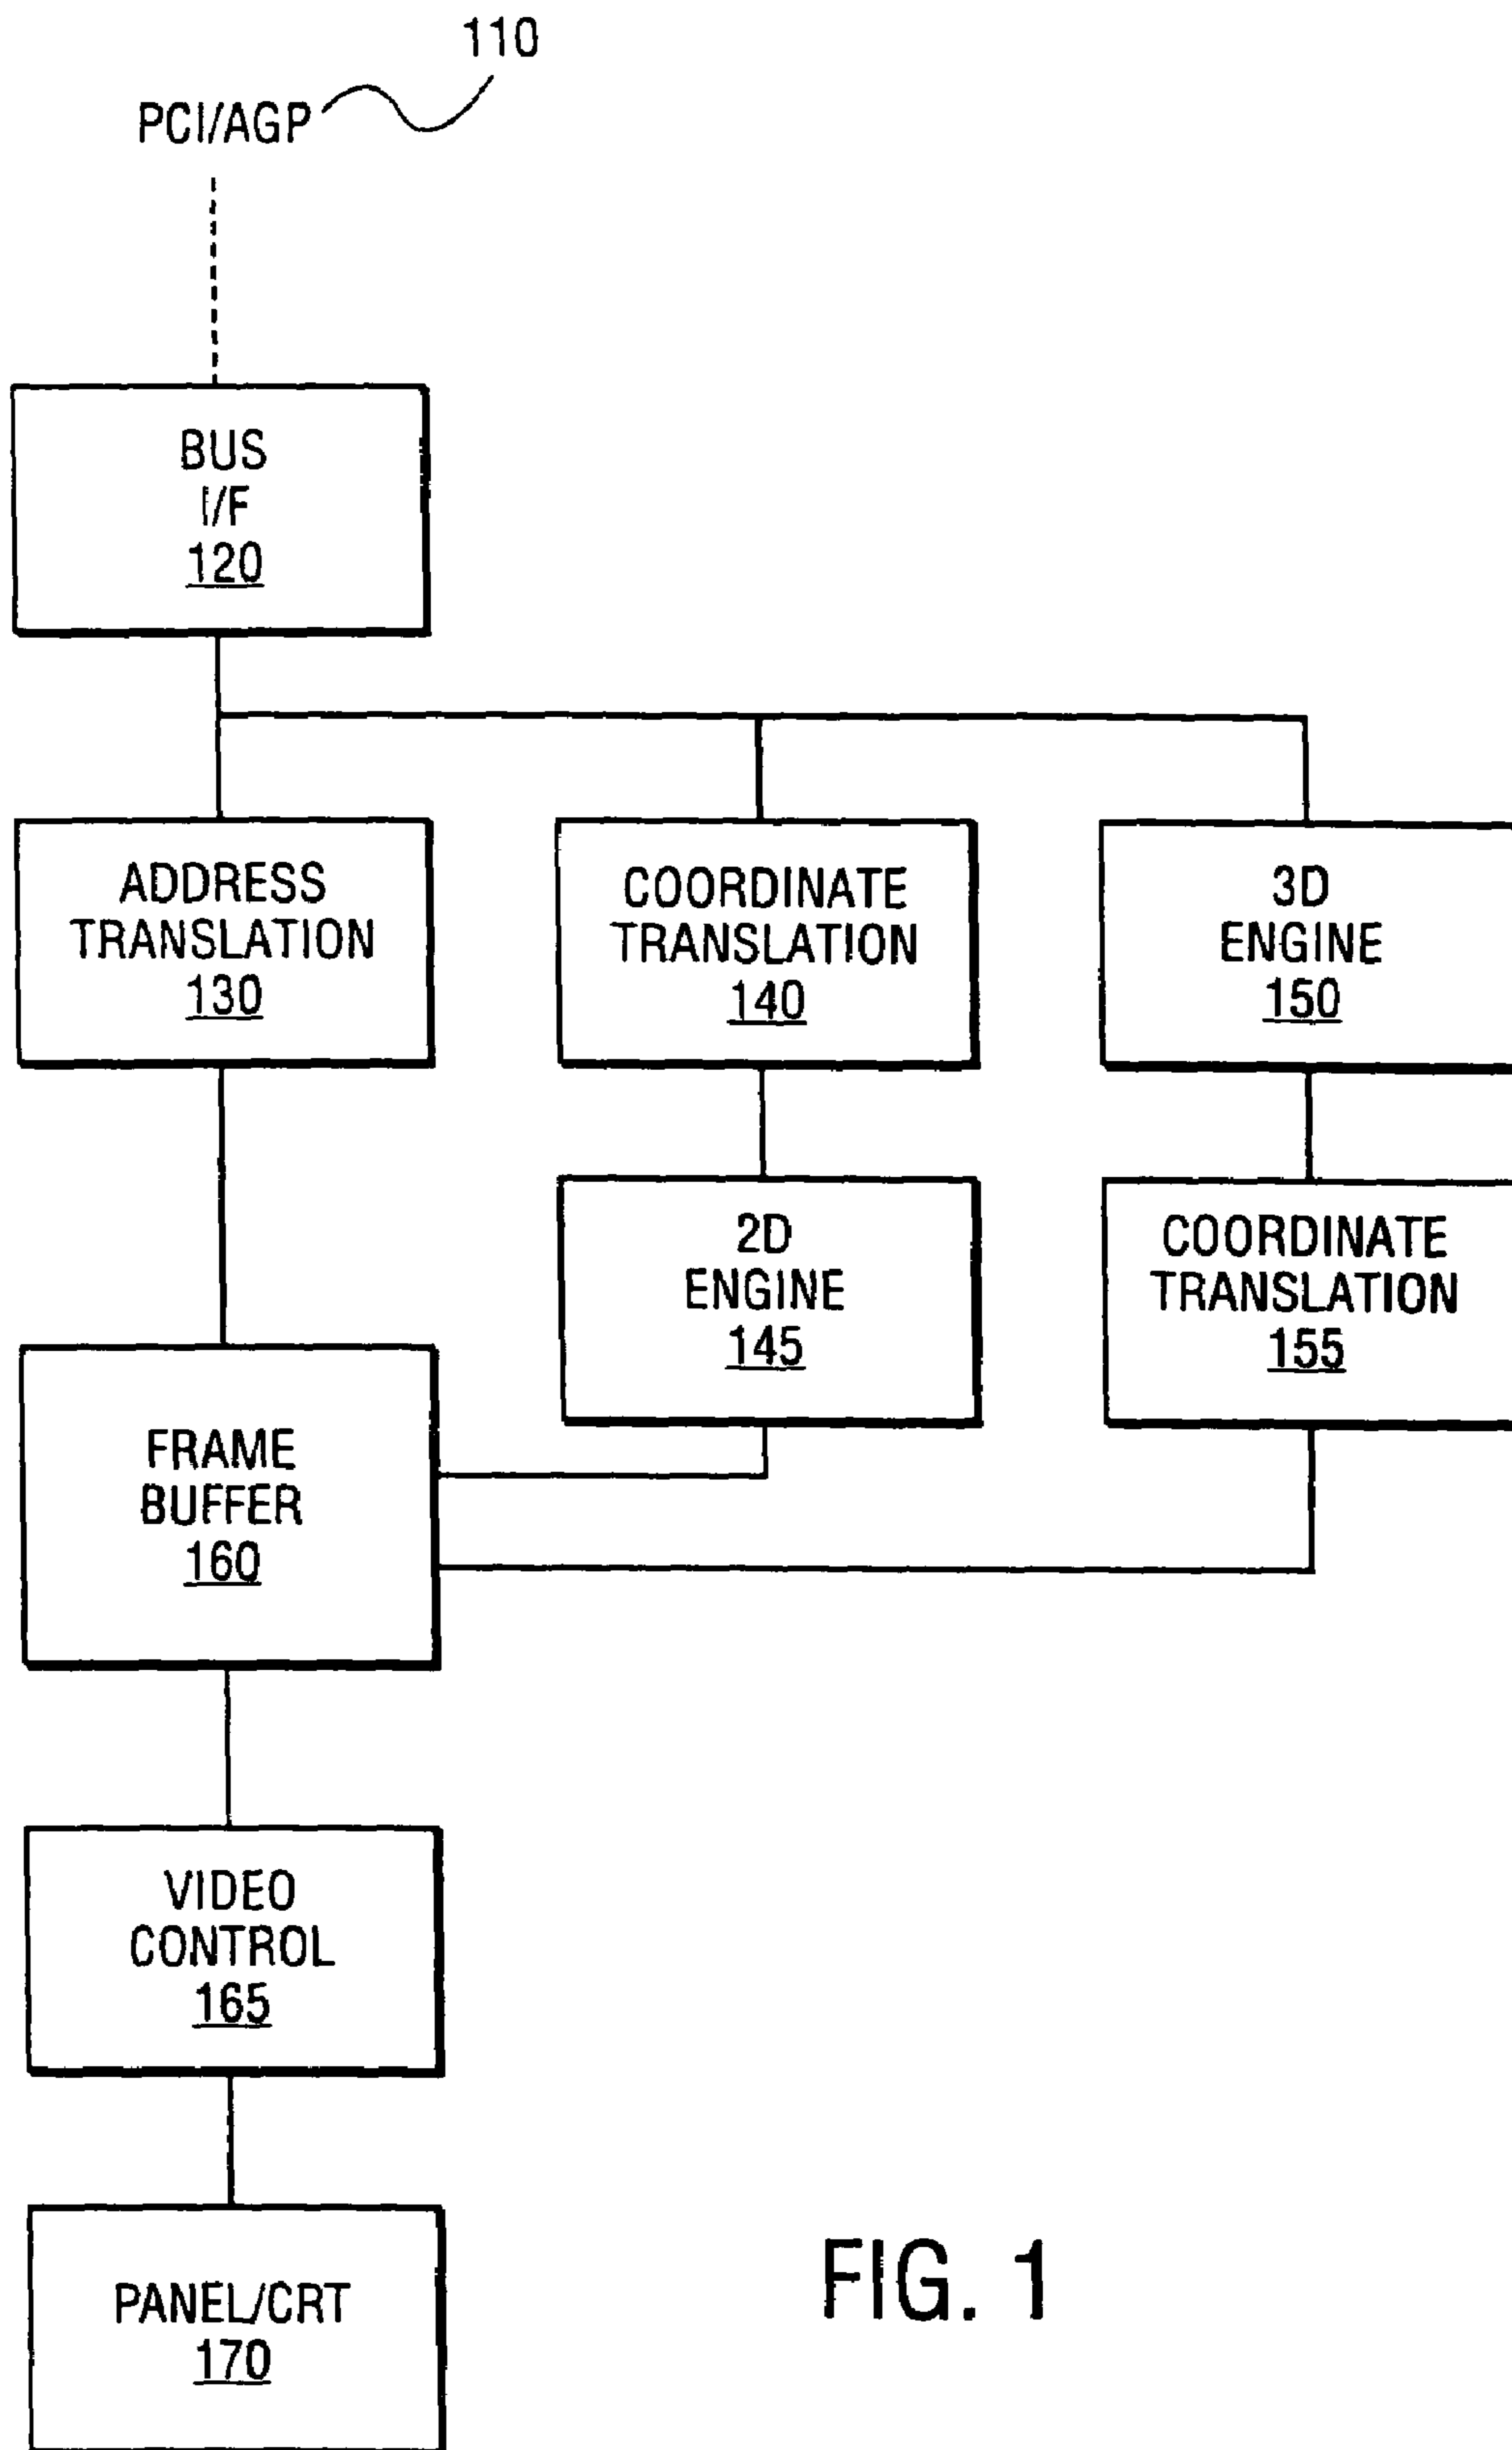 110
PCI/AGP
BUS
I/F
120
ADDRESS
TRANSLATION
130
COORDINATE
TRANSLATION
140
3D
ENGINE
150
2D
ENGINE
145
COORDINATE
TRANSLATION
155
FRAME
BUFFER
160
VIDEO
CONTROL
165
PANEL/CRT
170
FIG. 1